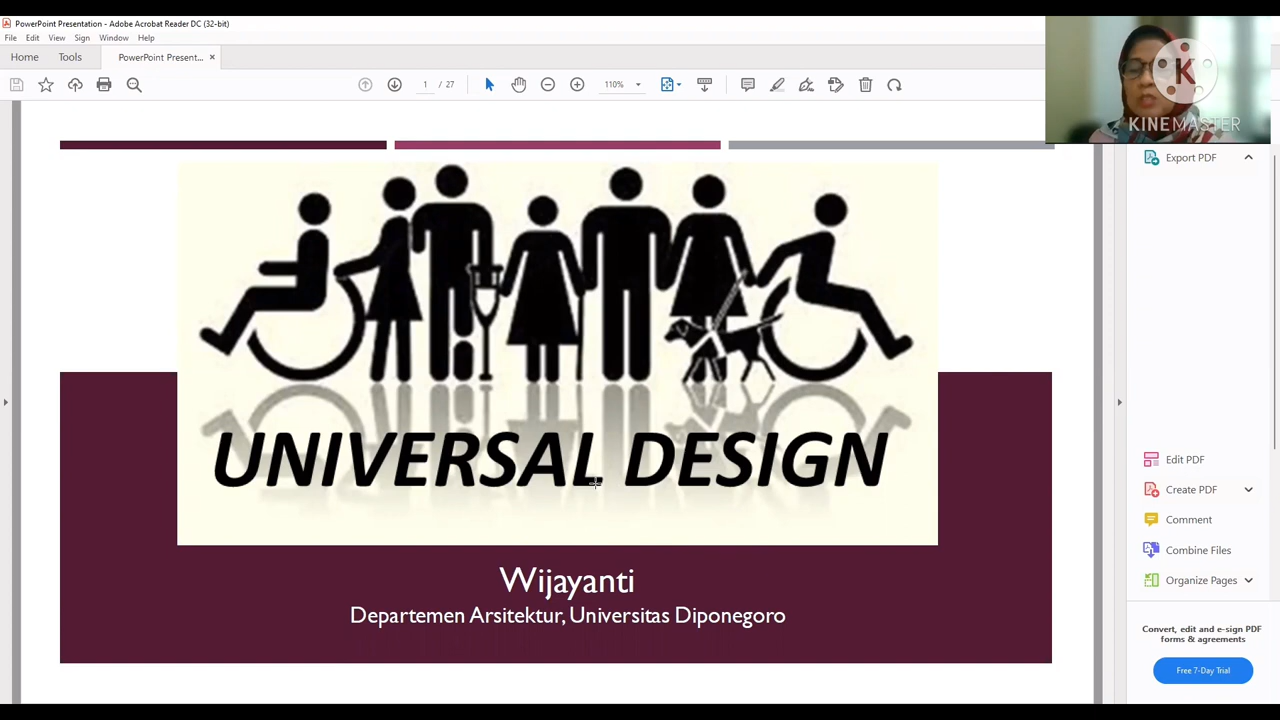 PowerPoint Presentation - Adobe Acrobat Reader DC (32-bit)
File Edit View Sign Window Help
Home Tools PowerPoint Present... ×
1 / 27 110%
K
KINEMASTER
Export PDF
UNIVERSAL DESIGN
Wijayanti
Departemen Arsitektur, Universitas Diponegoro
Edit PDF
Create PDF
Comment
Combine Files
Organize Pages
Convert, edit and e-sign PDF
forms & agreements
Free 7-Day Trial